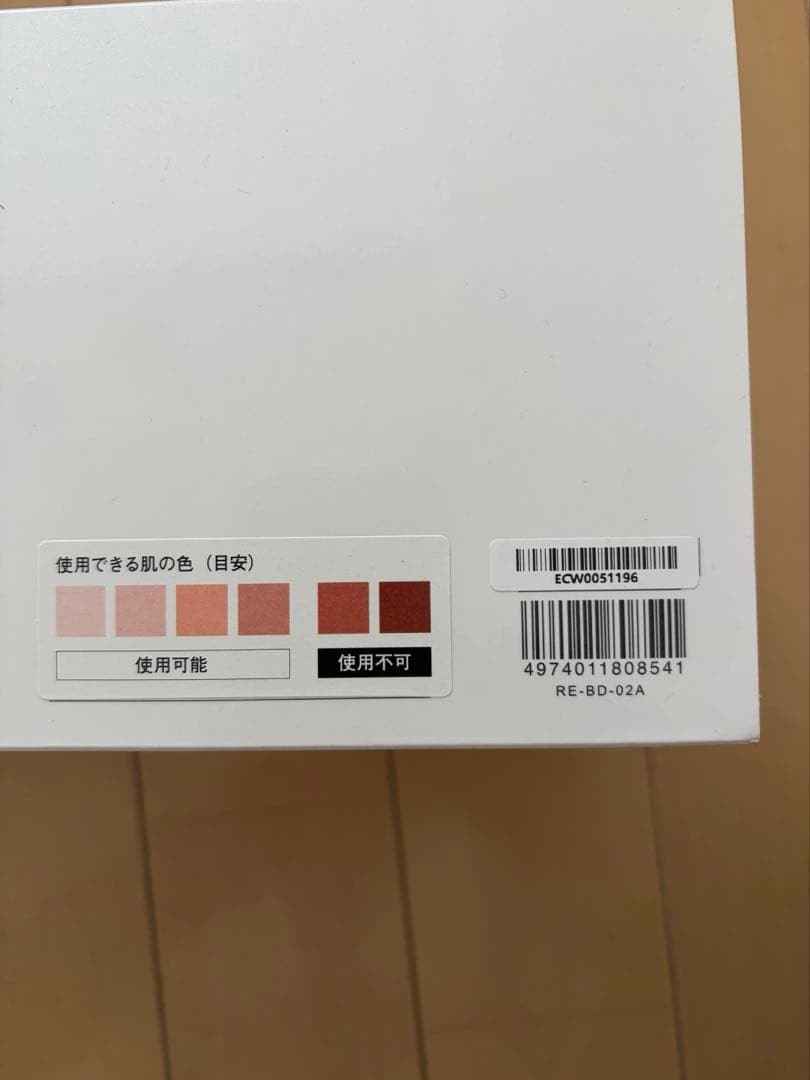 使用できる肌の色（目安）
使用可能
使用不可
ECW0051196
4974011808541
RE-BD-02A